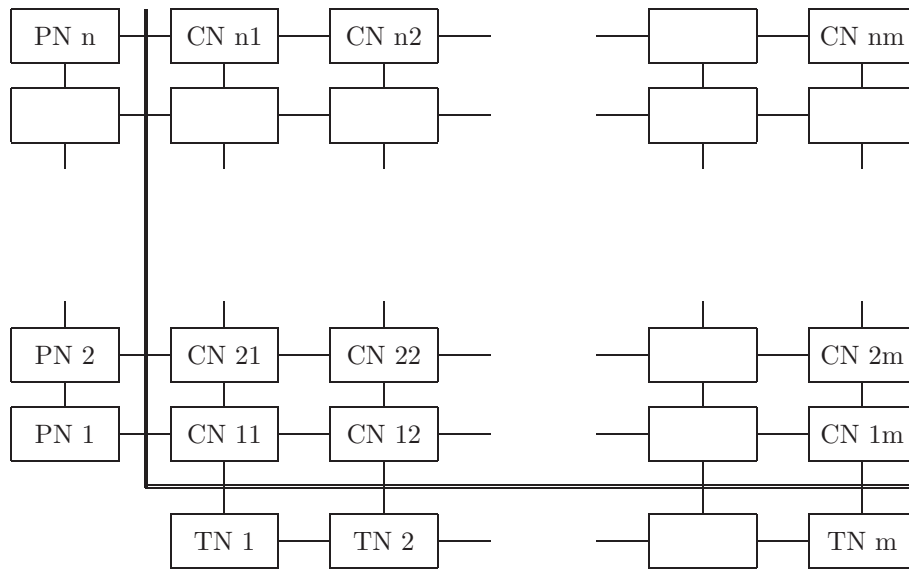 PN n CN n1 CN n2 CN nm
PN 2 CN 21 CN 22 CN 2m
PN 1 CN 11 CN 12 CN 1m
TN 1 TN 2 TN m